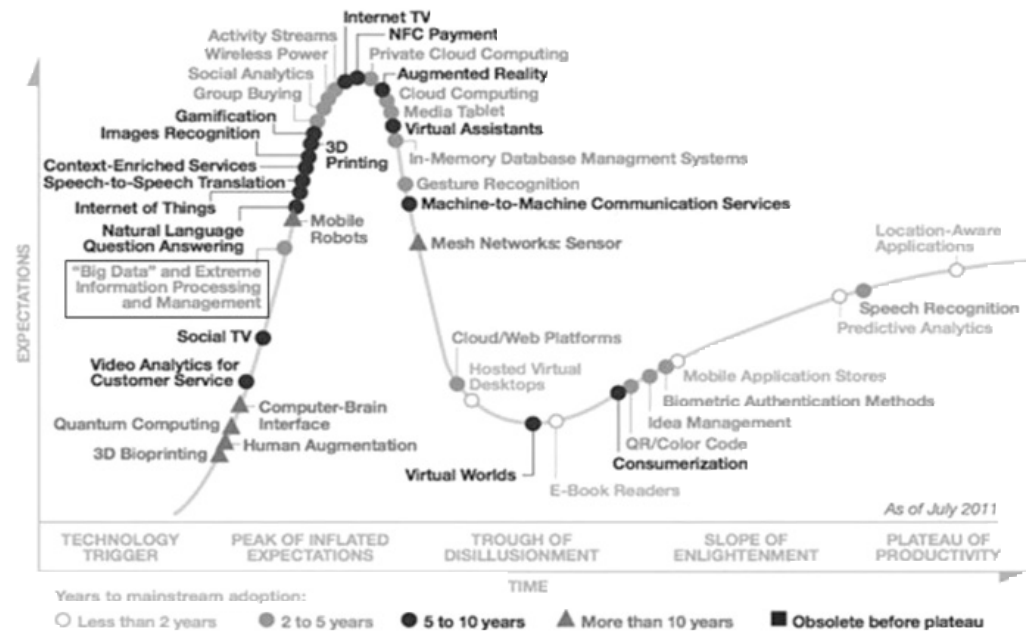 Internet TV
NFC Payment
Activity Streams
Wireless Power
Private Cloud Computing
Social Analytics
Augmented Reality
Group Buying
Cloud Computing
Gamification
Media Tablet
Images Recognition
Virtual Assistants
3D
Printing
In-Memory Database Managment Systems
Context-Enriched Services
Speech-to-Speech Translation
Gesture Recognition
Internet of Things
Machine-to-Machine Communication Services
Natural Language
Question Answering
Mobile
Robots
Mesh Networks: Sensor
Location-Aware
Applications
"Big Data" and Extreme
Information Processing
and Management
EXPECTATIONS
Speech Recognition
Predictive Analytics
Social TV
Cloud/Web Platforms
Video Analytics for
Customer Service
Hosted Virtual
Desktops
Mobile Application Stores
Biometric Authentication Methods
Computer-Brain
Interface
Quantum Computing
Idea Management
Human Augmentation
QR/Color Code
3D Bioprinting
Consumerization
Virtual Worlds
E-Book Readers
As of July 2011
TECHNOLOGY
TRIGGER
PEAK OF INFLATED
EXPECTATIONS
TROUGH OF
DISILLUSIONMENT
SLOPE OF
ENLIGHTENMENT
PLATEAU OF
PRODUCTIVITY
TIME
Years to mainstream adoption:
Less than 2 years
2 to 5 years
5 to 10 years
More than 10 years
Obsolete before plateau